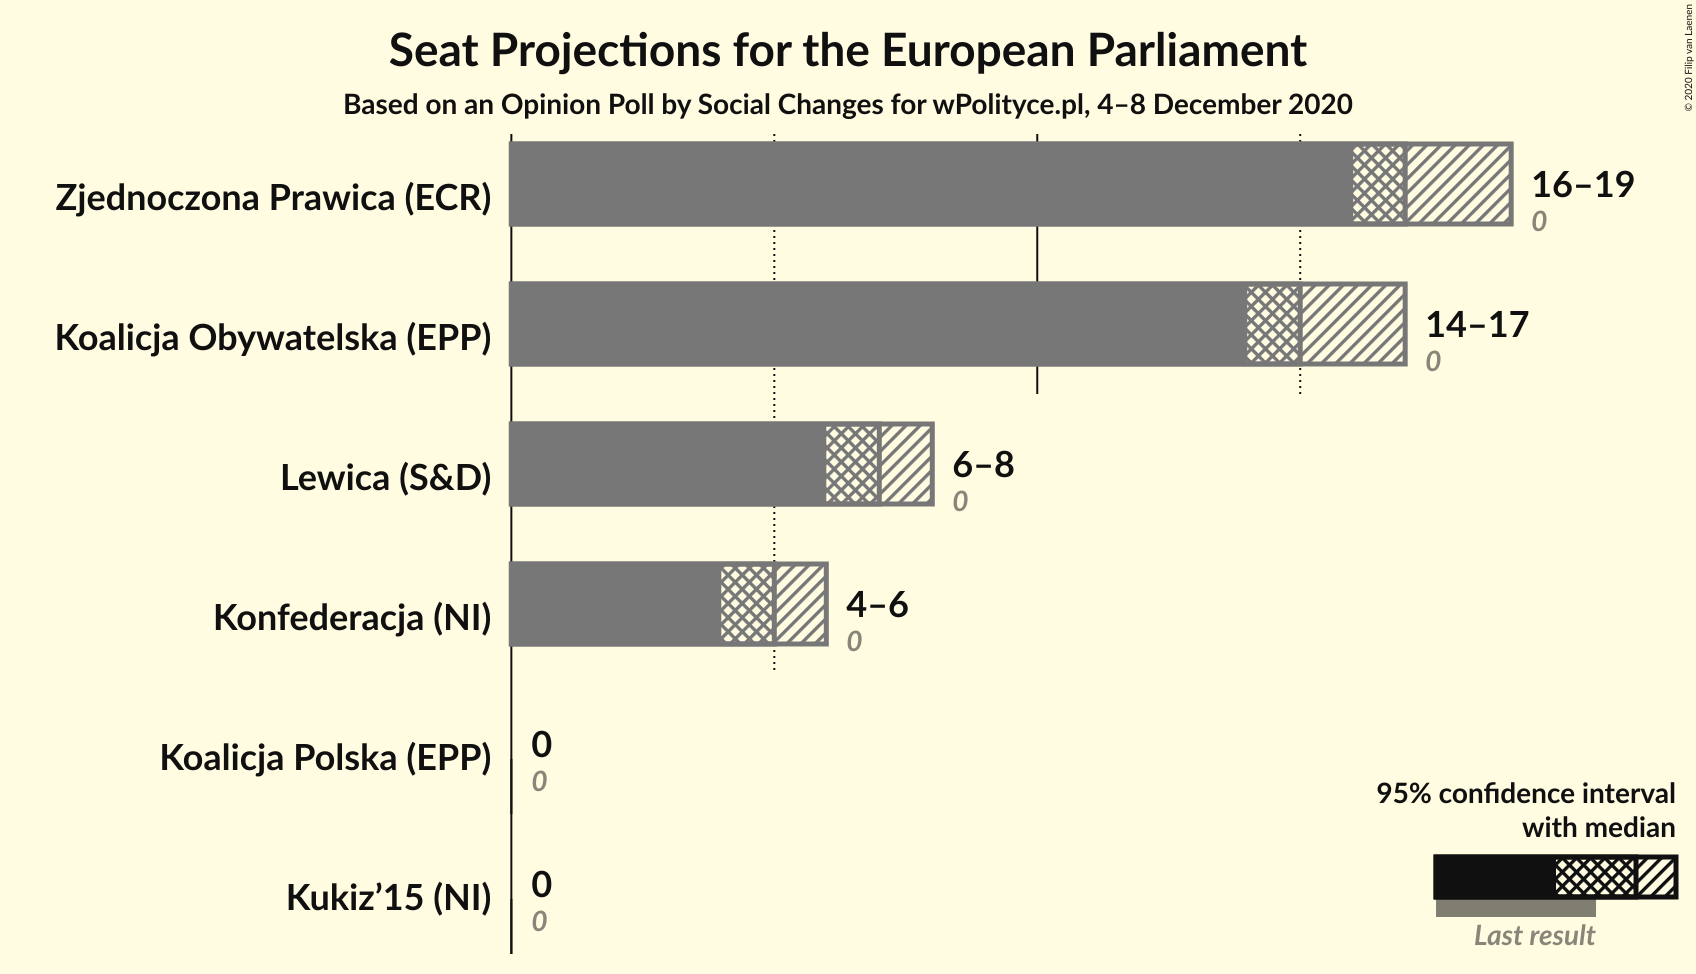 Seat Projections for the European Parliament
Based on an Opinion Poll by Social Changes for wPolityce.pl, 4–8 December 2020
© 2020 Filip van Laenen
Zjednoczona Prawica (ECR)
16–19
0
Koalicja Obywatelska (EPP)
14–17
0
Lewica (S&D)
6–8
0
Konfederacja (NI)
4–6
0
Koalicja Polska (EPP)
0
0
Kukiz’15 (NI)
0
0
95% confidence interval
with median
Last result